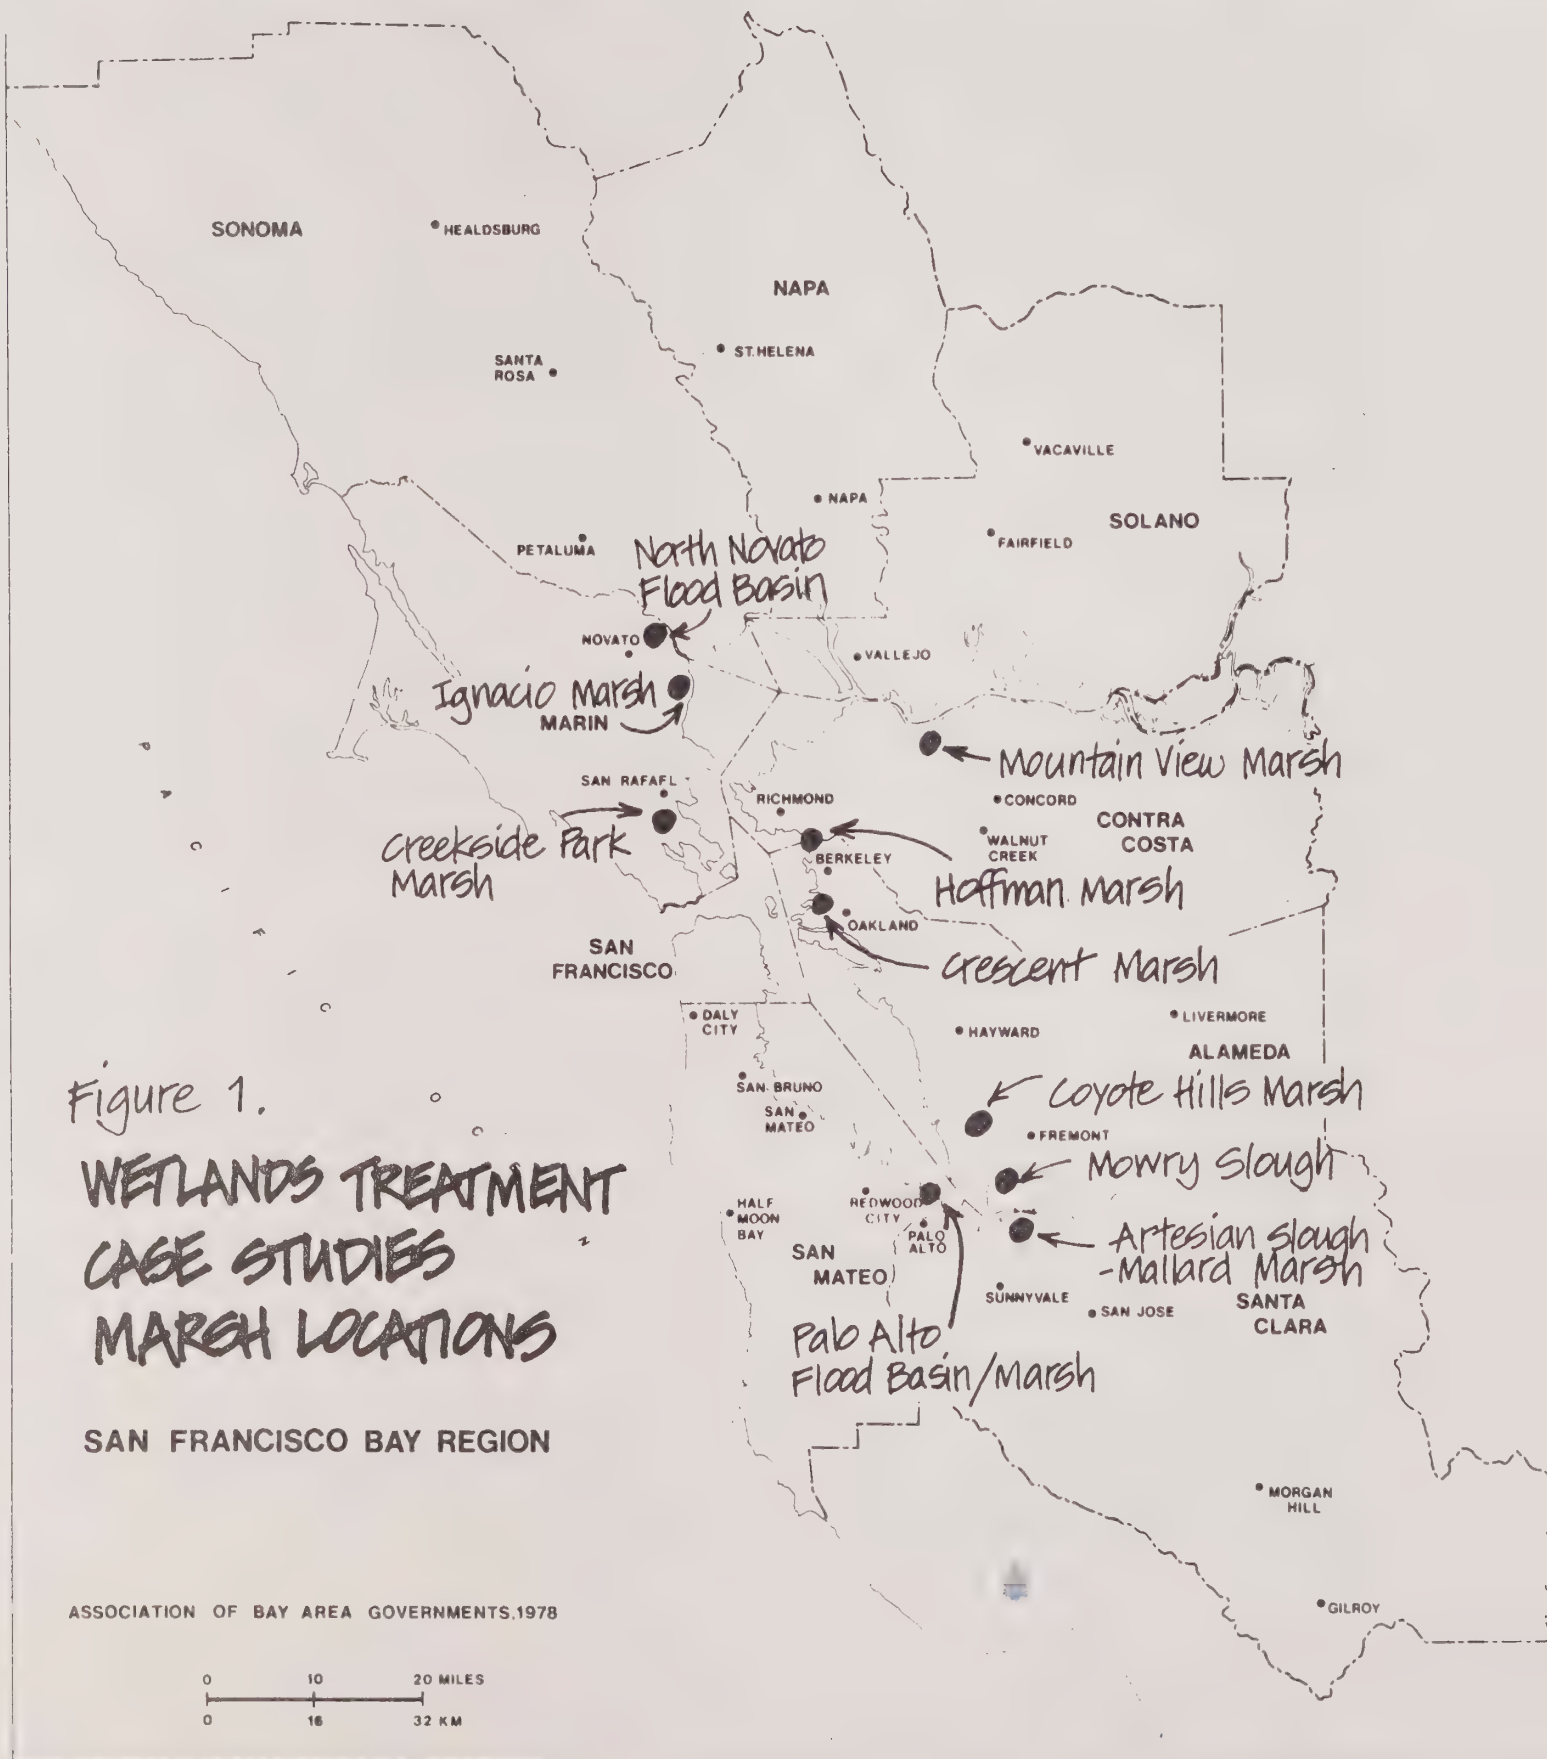 SONOMA
HEALDSBURG
NAPA
SANTA
ROSA
ST.HELENA
VACAVILLE
NAPA
SOLANO
FAIRFIELD
PETALUMA
North Novato
Flood Basin
NOVATO
VALLEJO
Ignacio Marsh
MARIN
Mountain View Marsh
SAN RAFAEL
RICHMOND
CONCORD
CONTRA
COSTA
Creekside Park
Marsh
WALNUT
CREEK
BERKELEY
Hoffman Marsh
OAKLAND
SAN
FRANCISCO
Crescent Marsh
DALY
CITY
HAYWARD
LIVERMORE
ALAMEDA
Coyote Hills Marsh
SAN BRUNO
SAN
MATEO
FREMONT
Mowry Slough
Figure 1.
WETLANDS TREATMENT
CASE STUDIES
MARSH LOCATIONS
HALF
MOON
BAY
REDWOOD
CITY
PALO
ALTO
SAN
MATEO
Artesian Slough
-Mallard Marsh
SUNNYVALE
SAN JOSE
SANTA
CLARA
Palo Alto
Flood Basin/Marsh
SAN FRANCISCO BAY REGION
MORGAN
HILL
GILROY
ASSOCIATION OF BAY AREA GOVERNMENTS,1978
0 10 20 MILES
0 16 32 KM